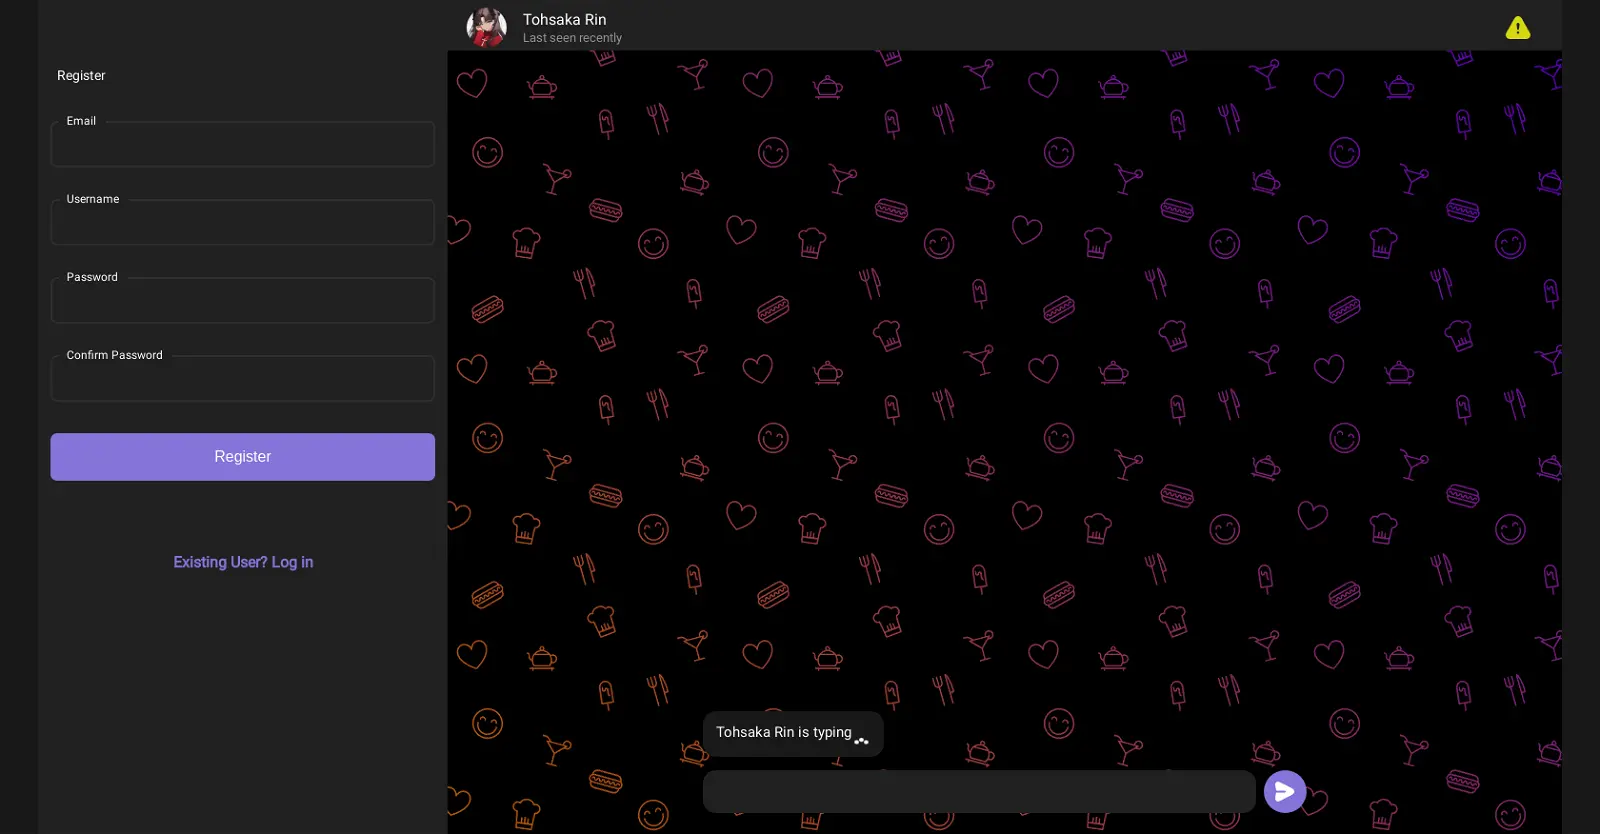 Register
Email
Username
Password
Confirm Password
Register
Existing User? Log in
Tohsaka Rin
Last seen recently
Tohsaka Rin is typing